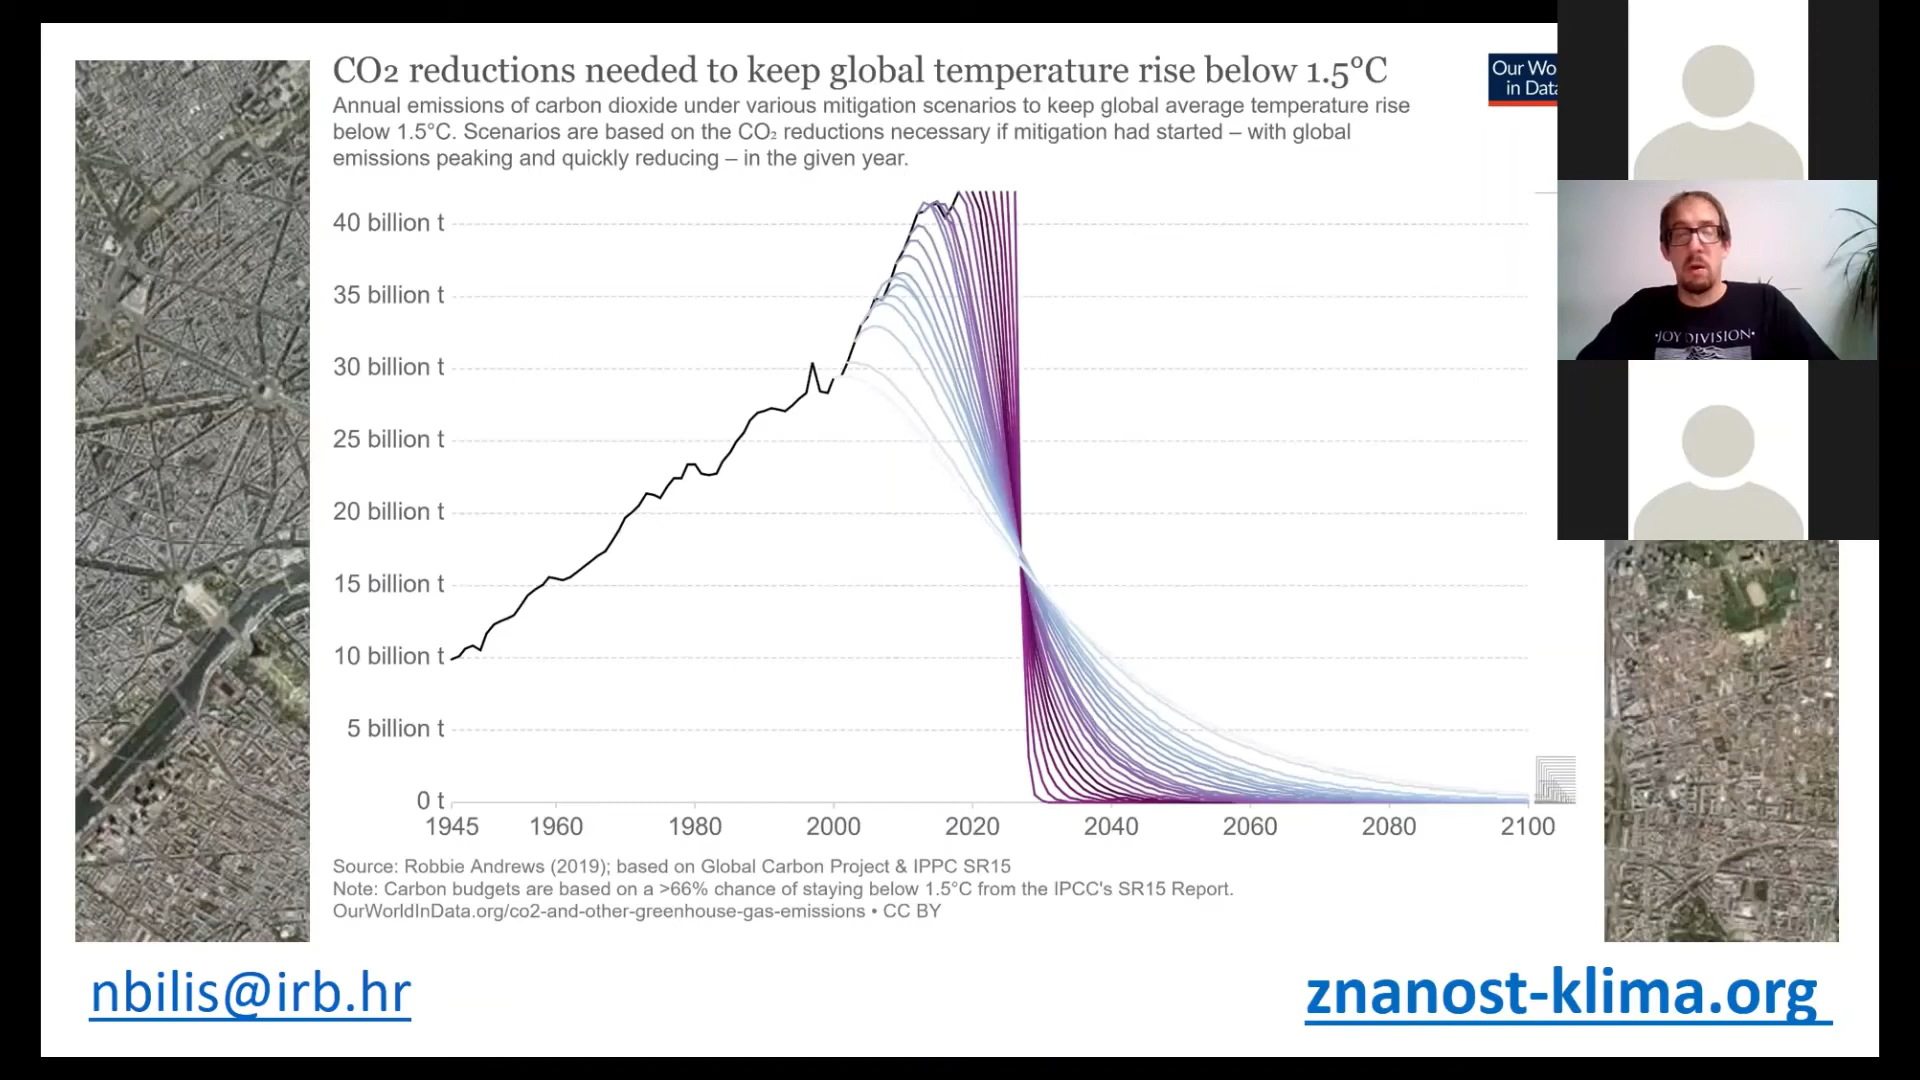 CO2 reductions needed to keep global temperature rise below 1.5°C
Our Wo
in Data
Annual emissions of carbon dioxide under various mitigation scenarios to keep global average temperature rise
below 1.5°C. Scenarios are based on the CO₂ reductions necessary if mitigation had started – with global
emissions peaking and quickly reducing – in the given year.
40 billion t
35 billion t
30 billion t
25 billion t
20 billion t
15 billion t
10 billion t
5 billion t
0 t
1945 1960 1980 2000 2020 2040 2060 2080 2100
Source: Robbie Andrews (2019); based on Global Carbon Project & IPPC SR15
Note: Carbon budgets are based on a >66% chance of staying below 1.5°C from the IPCC's SR15 Report.
OurWorldInData.org/co2-and-other-greenhouse-gas-emissions • CC BY
JOY DIVISION
nbilis@irb.hr
znanost-klima.org